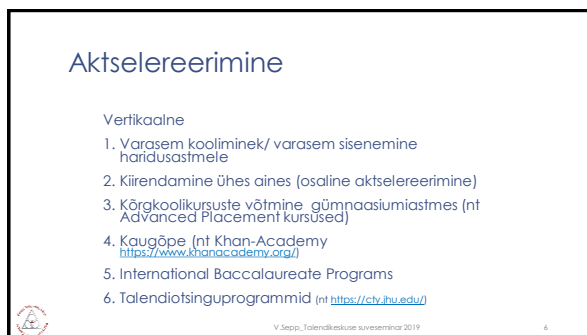 Aktselereerimine
Vertikaalne
1. Varasem kooliminek/ varasem sisenemine
haridusastmele
2. Kiirendamine ühes aines (osaline aktselereerimine)
3. Kõrgkoolikursuste võtmine gümnaasiumiastmes (nt
Advanced Placement kursused)
4. Kaugõpe (nt Khan-Academy
https://www.khanacademy.org/)
5. International Baccalaureate Programs
6. Talendiotsinguprogrammid (nt https://cty.jhu.edu/)
V.Sepp_Talendikeskuse suveseminar 2019
6